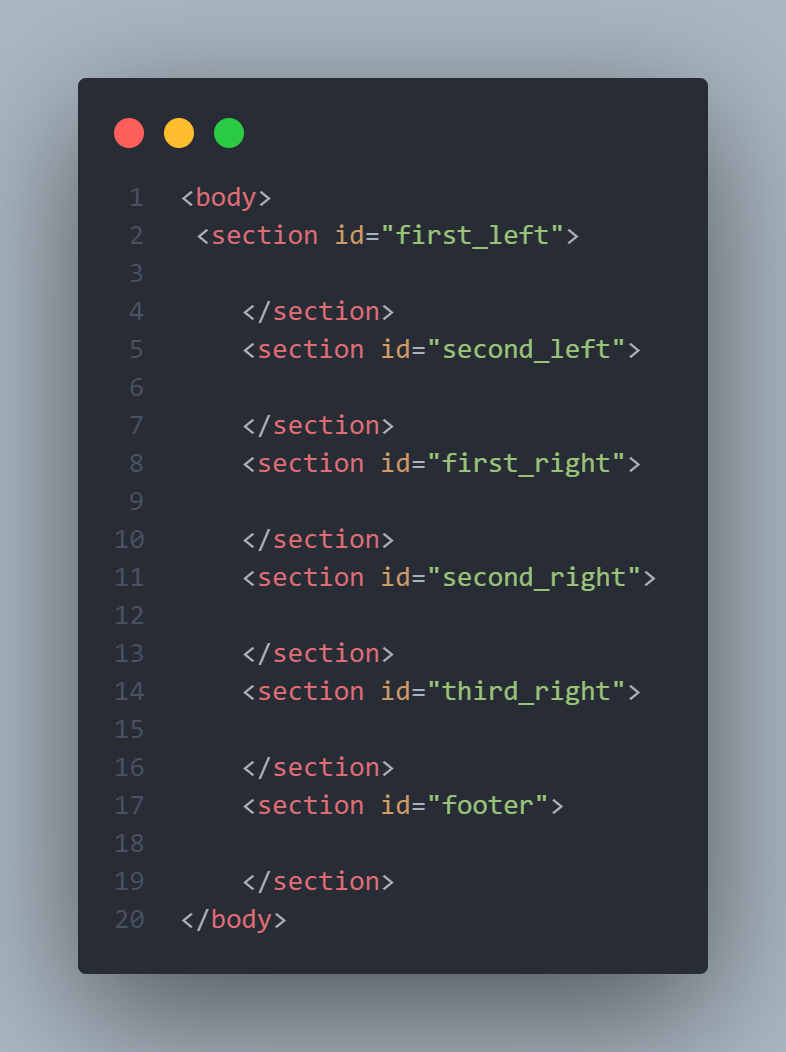 1 <body>
2 <section id="first_left">
3
4 </section>
5 <section id="second_left">
6
7 </section>
8 <section id="first_right">
9
10 </section>
11 <section id="second_right">
12
13 </section>
14 <section id="third_right">
15
16 </section>
17 <section id="footer">
18
19 </section>
20 </body>